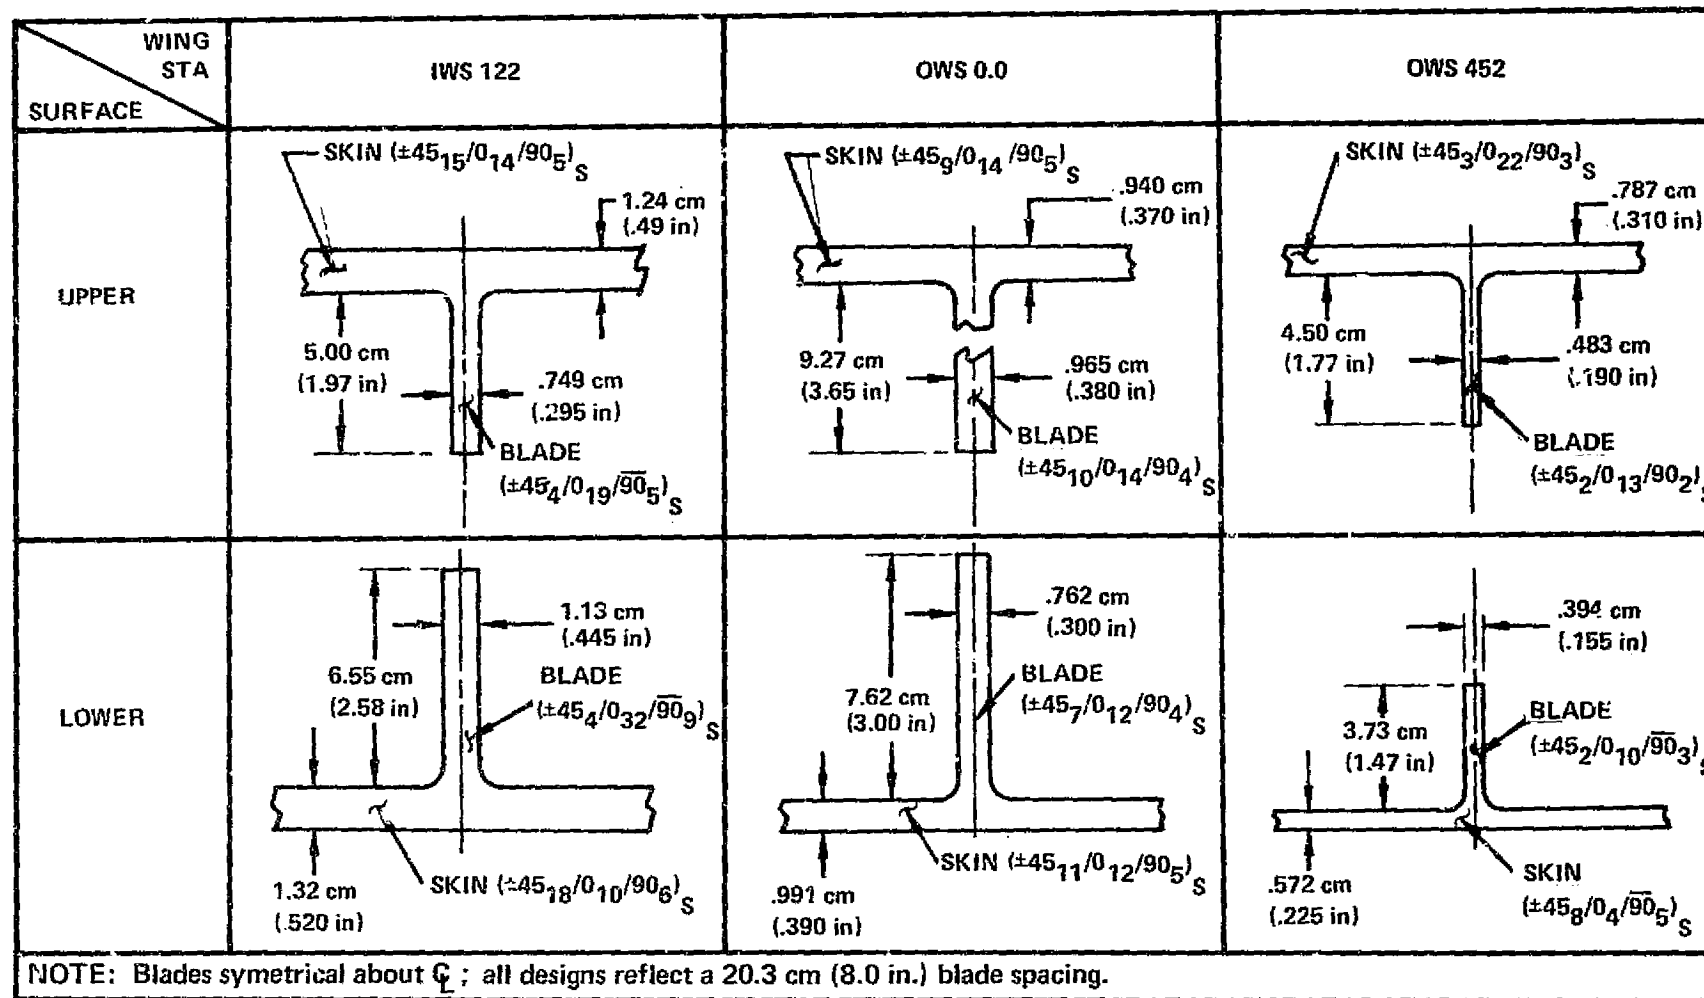 WING
STA
SURFACE
IWS 122
OWS 0.0
OWS 452
UPPER
SKIN (±45₁₅/0₁₄/90₅)S
1.24 cm
(.49 in)
5.00 cm
(1.97 in)
.749 cm
(.295 in)
BLADE
(±45₄/0₁₉/9̅0̅₅)S
SKIN (±45₉/0₁₄/90₅)S
.940 cm
(.370 in)
9.27 cm
(3.65 in)
.965 cm
(.380 in)
BLADE
(±45₁₀/0₁₄/90₄)S
SKIN (±45₃/0₂₂/90₃)S
.787 cm
(.310 in)
4.50 cm
(1.77 in)
.483 cm
(.190 in)
BLADE
(±45₂/0₁₃/90₂)S
LOWER
1.13 cm
(.445 in)
6.55 cm
(2.58 in)
BLADE
(±45₄/0₃₂/9̅0̅₉)S
1.32 cm
(.520 in)
SKIN (±45₁₈/0₁₀/90₆)S
.762 cm
(.300 in)
7.62 cm
(3.00 in)
BLADE
(±45₇/0₁₂/90₄)S
.991 cm
(.390 in)
SKIN (±45₁₁/0₁₂/90₅)S
.394 cm
(.155 in)
3.73 cm
(1.47 in)
BLADE
(±45₂/0₁₀/9̅0̅₃)S
.572 cm
(.225 in)
SKIN
(±45₈/0₄/9̅0̅₅)S
NOTE: Blades symetrical about ℄; all designs reflect a 20.3 cm (8.0 in.) blade spacing.